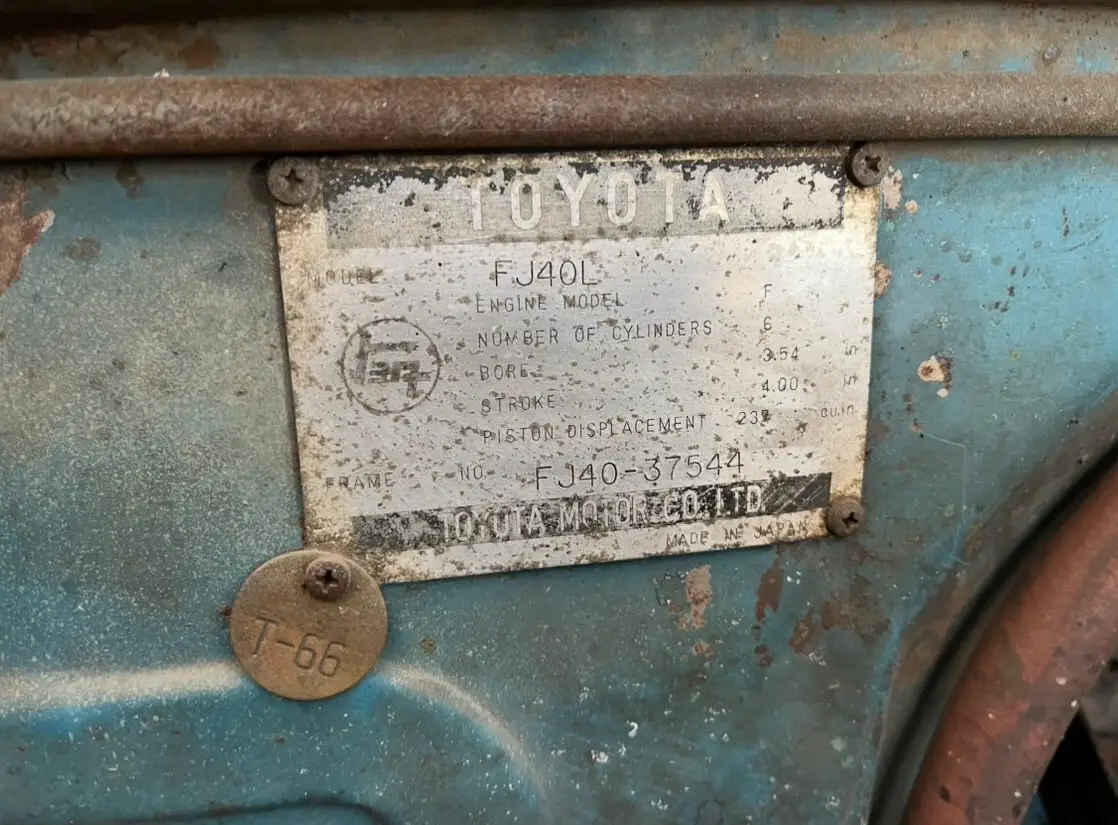 TOYOTA
MODEL FJ40L
ENGINE MODEL F
NUMBER OF CYLINDERS 6
BORE 3.54 in
STROKE 4.00 in
PISTON DISPLACEMENT 237 cu.in
FRAME NO. FJ40-37544
TOYOTA MOTOR CO. LTD
MADE IN JAPAN
T-66